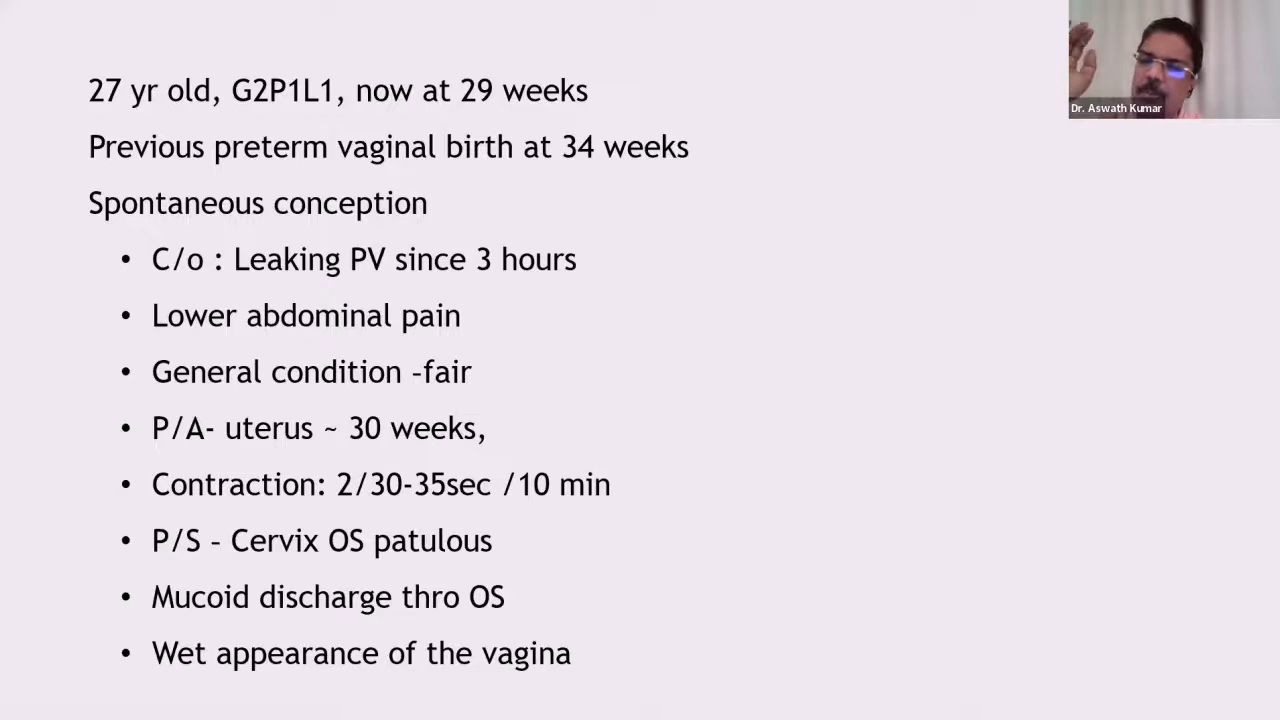 27 yr old, G2P1L1, now at 29 weeks
Dr. Aswath Kumar
Previous preterm vaginal birth at 34 weeks
Spontaneous conception
• C/o : Leaking PV since 3 hours
• Lower abdominal pain
• General condition –fair
• P/A- uterus ~ 30 weeks,
• Contraction: 2/30-35sec /10 min
• P/S – Cervix OS patulous
• Mucoid discharge thro OS
• Wet appearance of the vagina